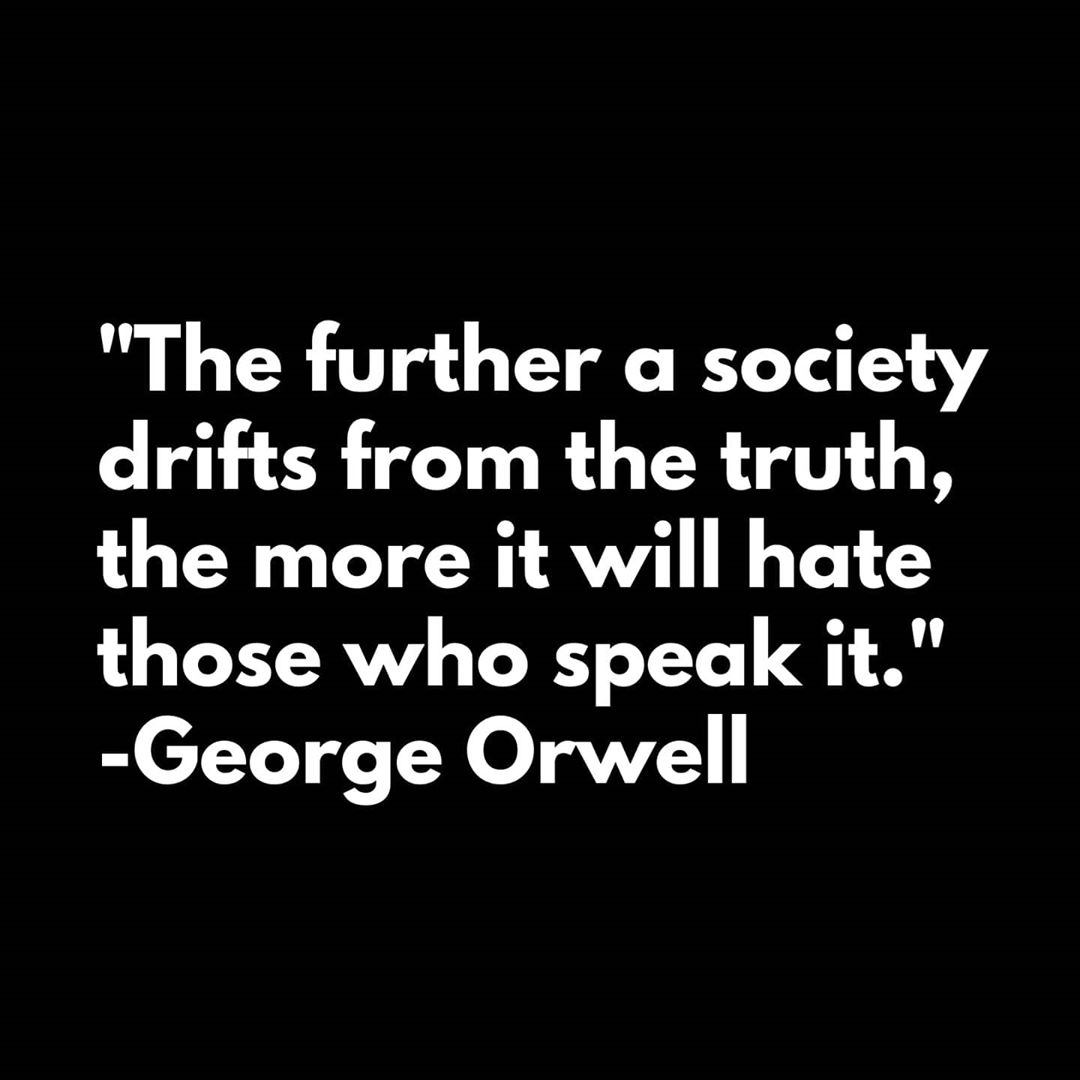 "The further a society
drifts from the truth,
the more it will hate
those who speak it."
-George Orwell